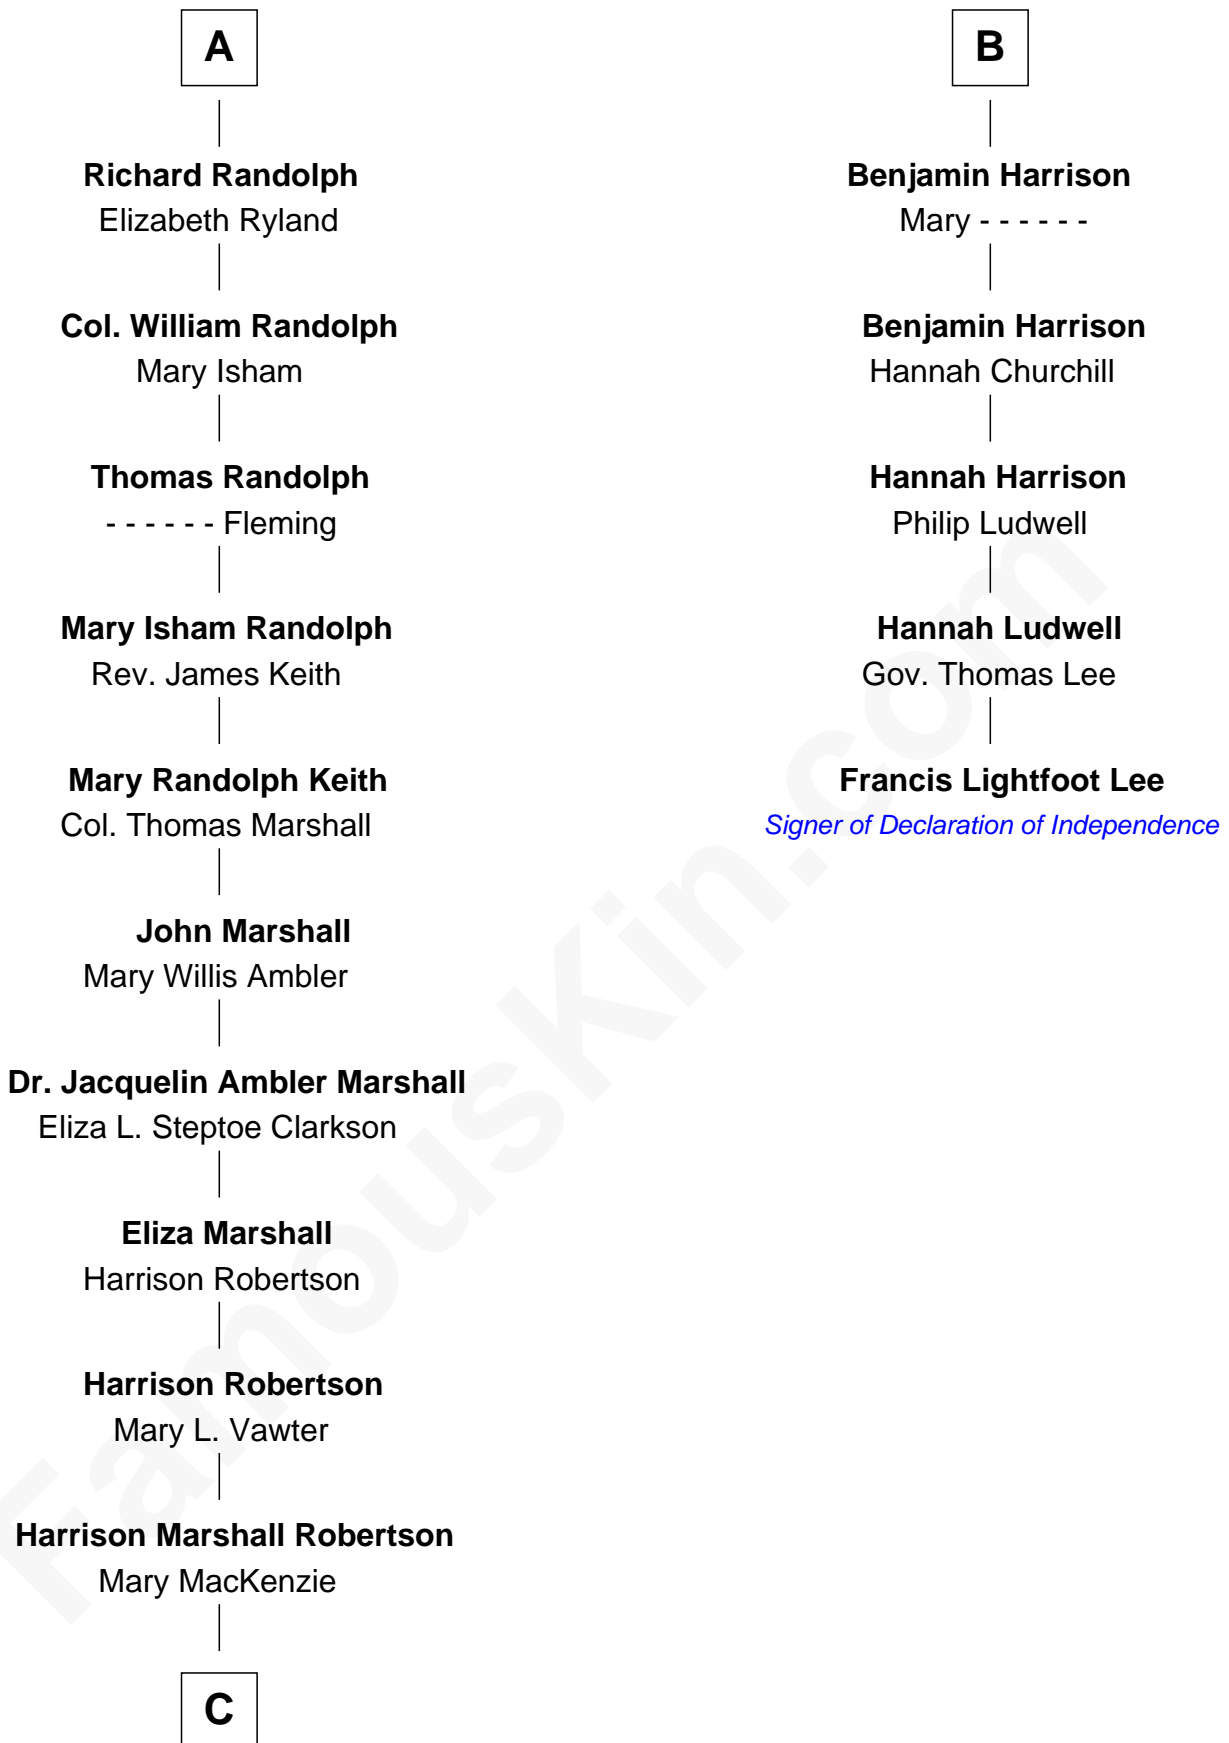 A
Richard Randolph
Elizabeth Ryland
Col. William Randolph
Mary Isham
Thomas Randolph
- - - - - - Fleming
Mary Isham Randolph
Rev. James Keith
Mary Randolph Keith
Col. Thomas Marshall
John Marshall
Mary Willis Ambler
Dr. Jacquelin Ambler Marshall
Eliza L. Steptoe Clarkson
Eliza Marshall
Harrison Robertson
Harrison Robertson
Mary L. Vawter
Harrison Marshall Robertson
Mary MacKenzie
C
B
Benjamin Harrison
Mary - - - - - -
Benjamin Harrison
Hannah Churchill
Hannah Harrison
Philip Ludwell
Hannah Ludwell
Gov. Thomas Lee
Francis Lightfoot Lee
Signer of Declaration of Independence
FamousKin.com